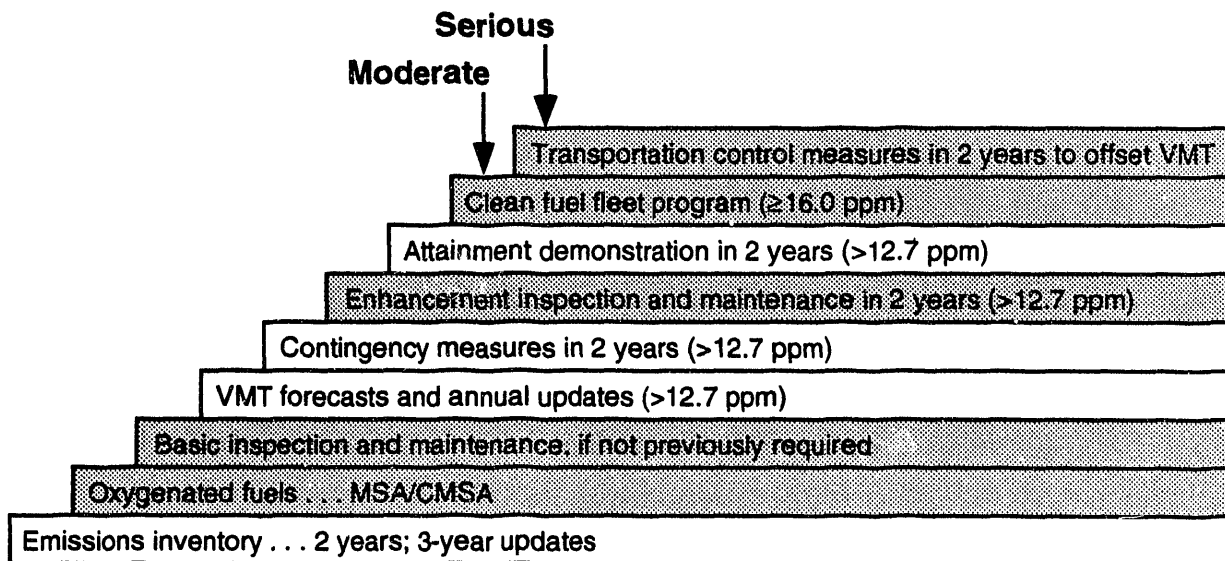 Serious
Moderate
Transportation control measures in 2 years to offset VMT
Clean fuel fleet program (≥16.0 ppm)
Attainment demonstration in 2 years (>12.7 ppm)
Enhancement inspection and maintenance in 2 years (>12.7 ppm)
Contingency measures in 2 years (>12.7 ppm)
VMT forecasts and annual updates (>12.7 ppm)
Basic inspection and maintenance, if not previously required
Oxygenated fuels . . . MSA/CMSA
Emissions inventory . . . 2 years; 3-year updates